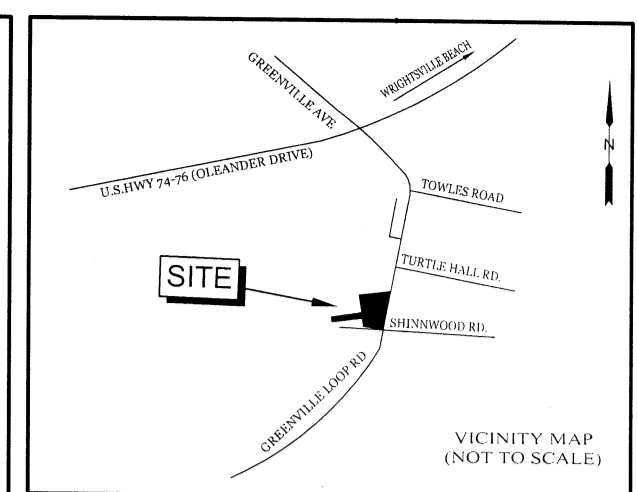 GREENVILLE AVE
WRIGHTSVILLE BEACH
N
U.S.HWY 74-76 (OLEANDER DRIVE)
TOWLES ROAD
TURTLE HALL RD.
SITE
SHINNWOOD RD.
GREENVILLE LOOP RD
VICINITY MAP
(NOT TO SCALE)